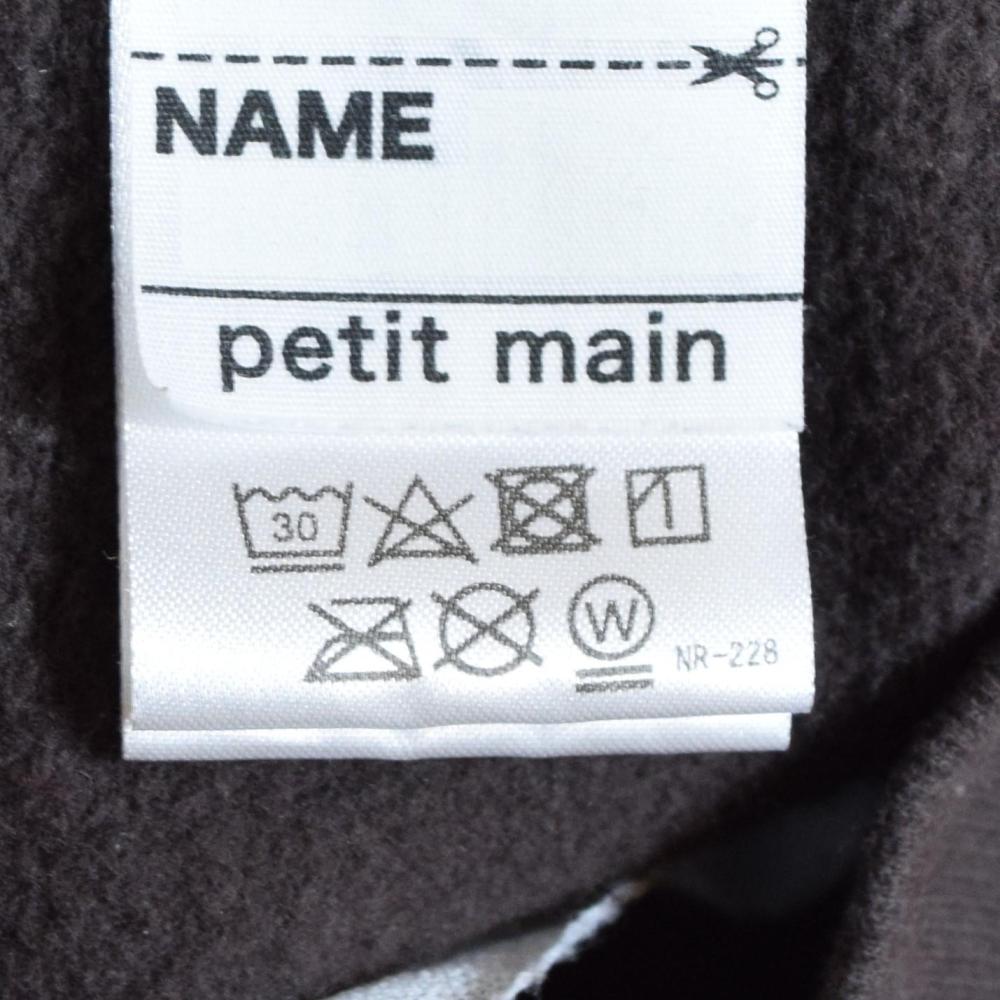 NAME
petit main
30
W NR-228